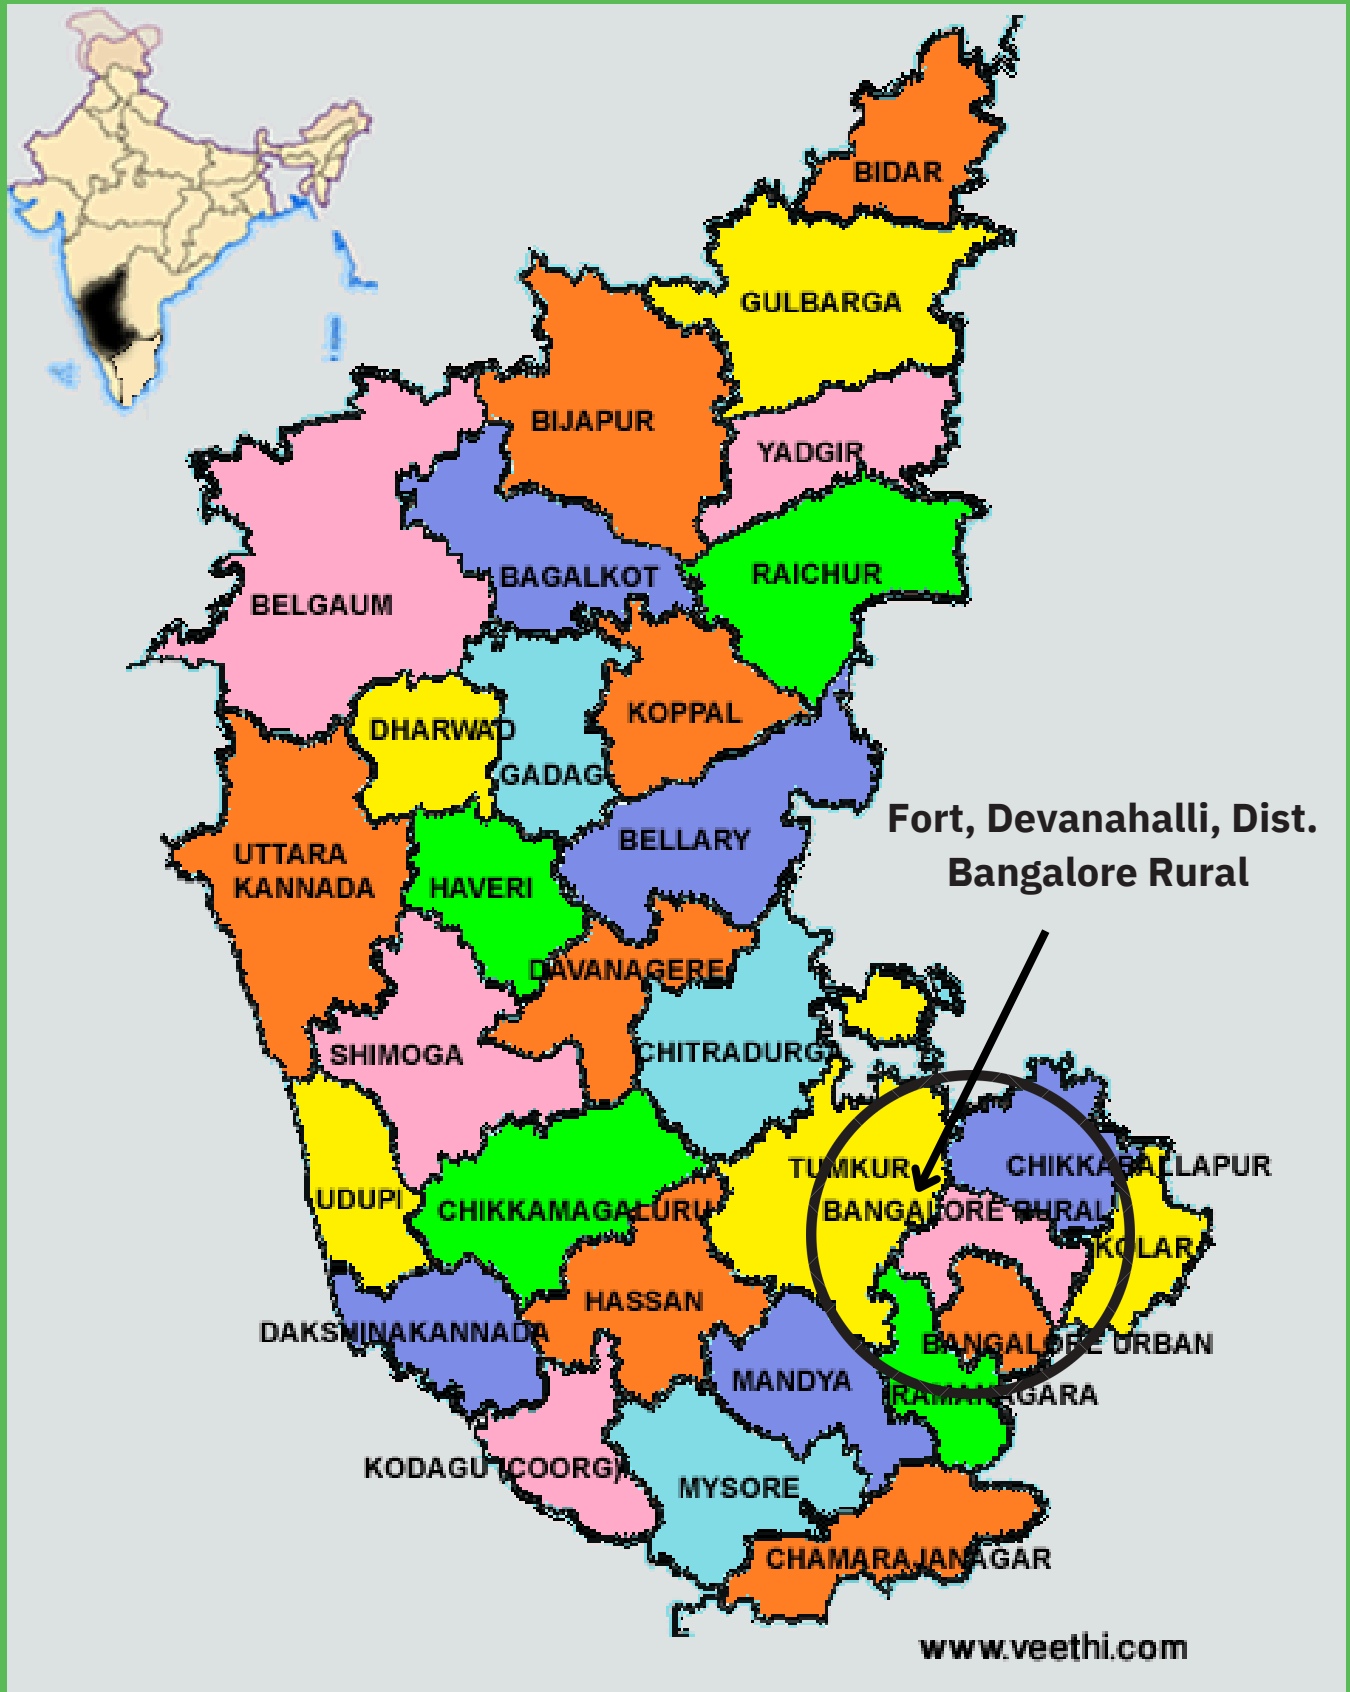 BIDAR
GULBARGA
BIJAPUR
YADGIR
BAGALKOT
RAICHUR
BELGAUM
KOPPAL
DHARWAD
GADAG
Fort, Devanahalli, Dist.
Bangalore Rural
BELLARY
UTTARA
KANNADA
HAVERI
DAVANAGERE
SHIMOGA
CHITRADURGA
TUMKUR
CHIKKABALLAPUR
UDUPI
CHIKKAMAGALURU
BANGALORE RURAL
KOLAR
HASSAN
DAKSHINAKANNADA
BANGALORE URBAN
MANDYA
RAMANAGARA
KODAGU (COORG)
MYSORE
CHAMARAJANAGAR
www.veethi.com